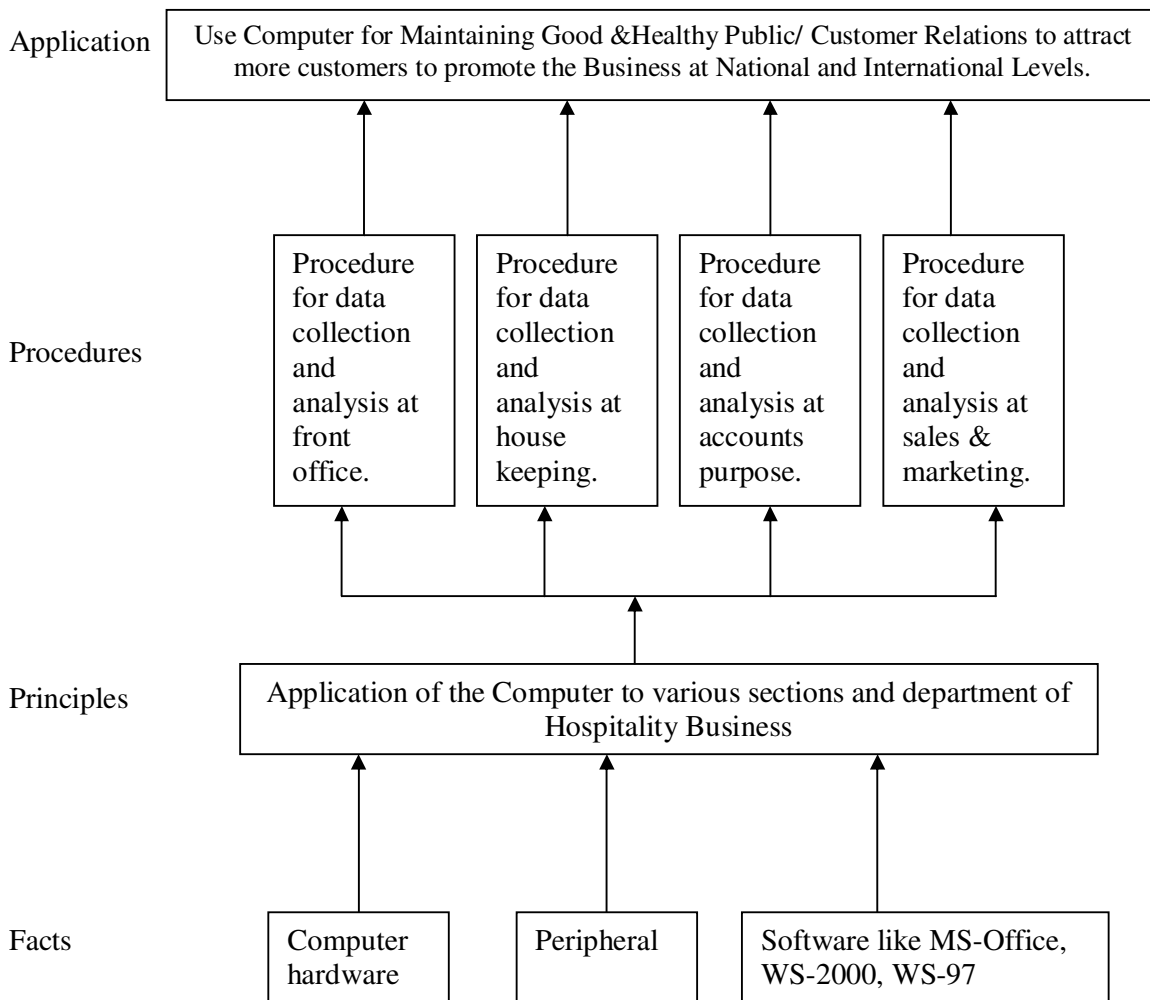 Application
Use Computer for Maintaining Good &Healthy Public/ Customer Relations to attract
more customers to promote the Business at National and International Levels.
Procedures
Procedure
for data
collection
and
analysis at
front
office.
Procedure
for data
collection
and
analysis at
house
keeping.
Procedure
for data
collection
and
analysis at
accounts
purpose.
Procedure
for data
collection
and
analysis at
sales &
marketing.
Principles
Application of the Computer to various sections and department of
Hospitality Business
Facts
Computer
hardware
Peripheral
Software like MS-Office,
WS-2000, WS-97